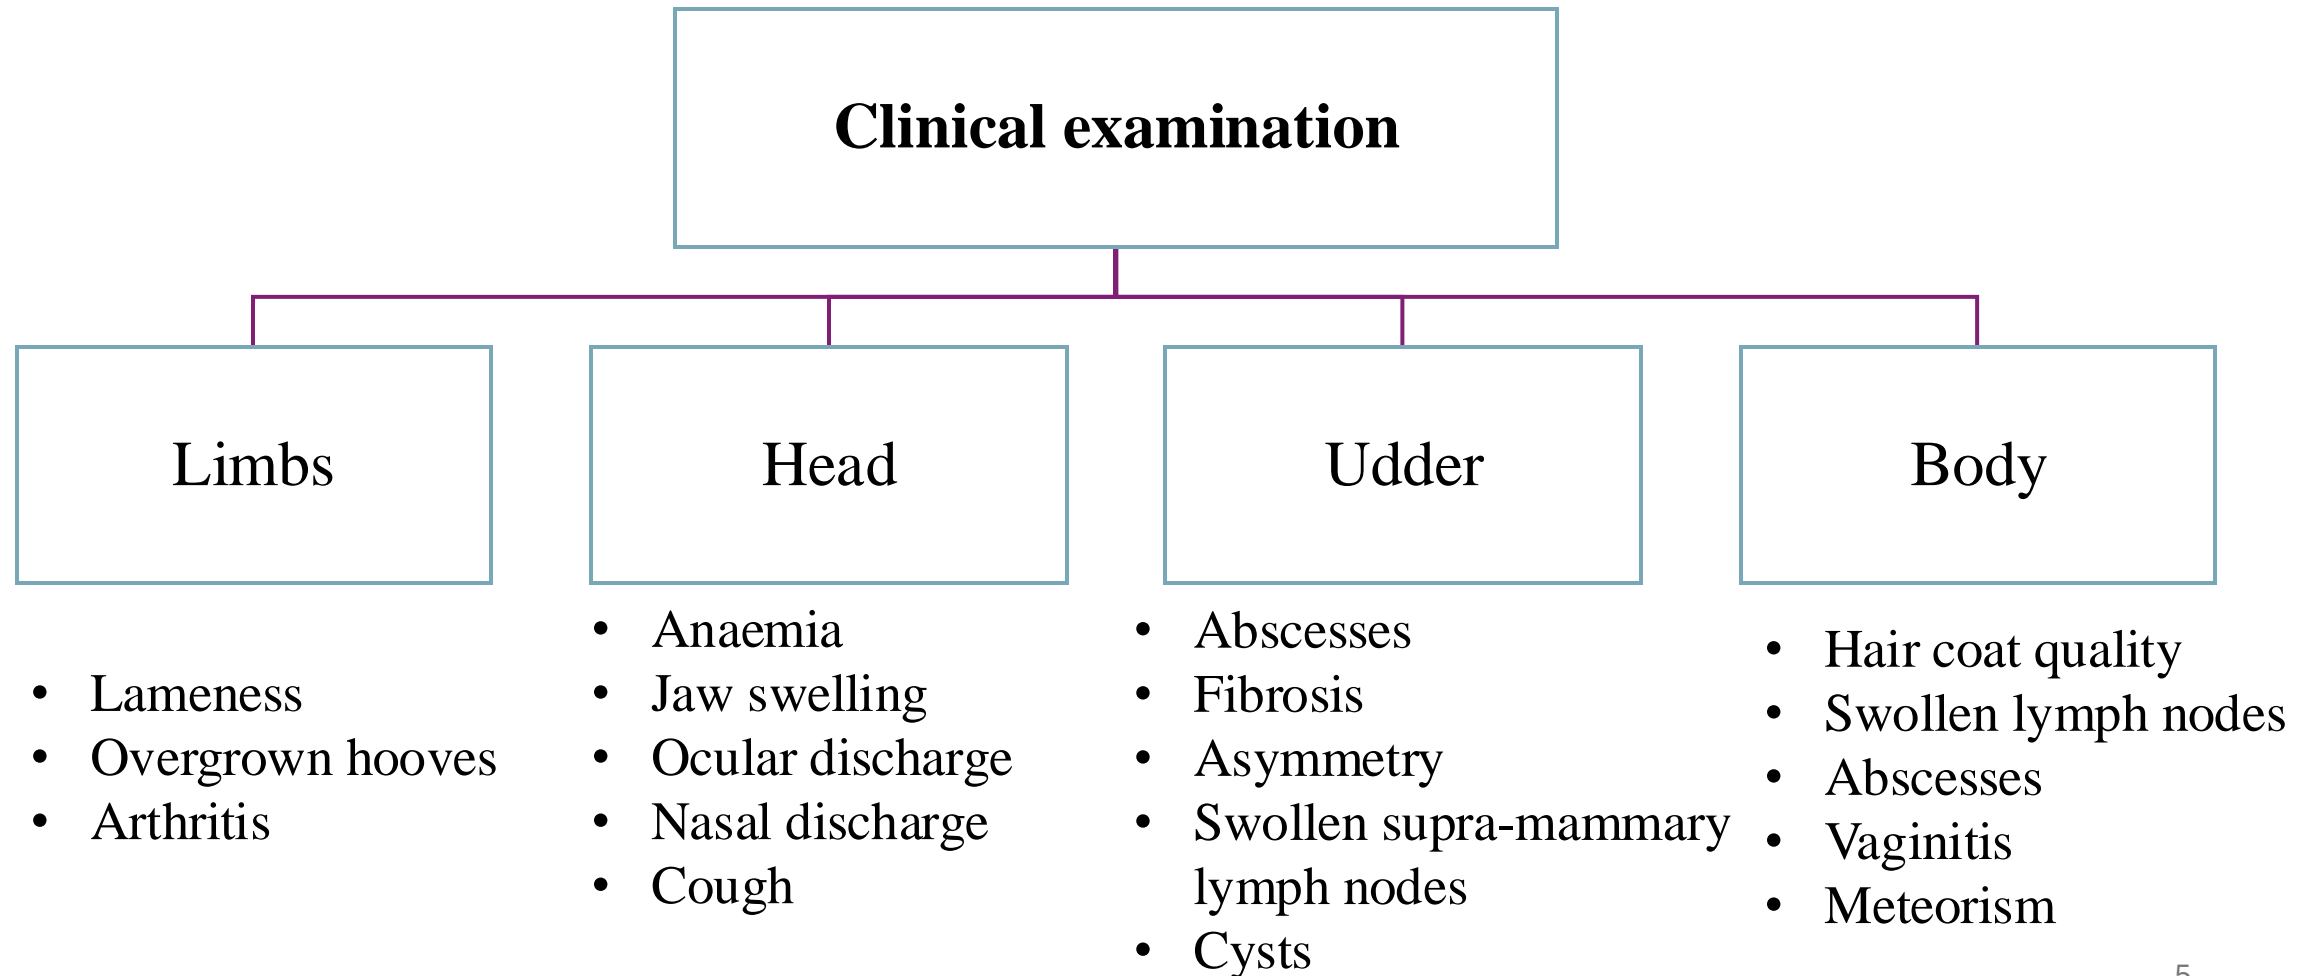 Clinical examination
Limbs
Head
Udder
Body
• Lameness
• Overgrown hooves
• Arthritis
• Anaemia
• Jaw swelling
• Ocular discharge
• Nasal discharge
• Cough
• Abscesses
• Fibrosis
• Asymmetry
• Swollen supra-mammary
lymph nodes
• Cysts
• Hair coat quality
• Swollen lymph nodes
• Abscesses
• Vaginitis
• Meteorism
5